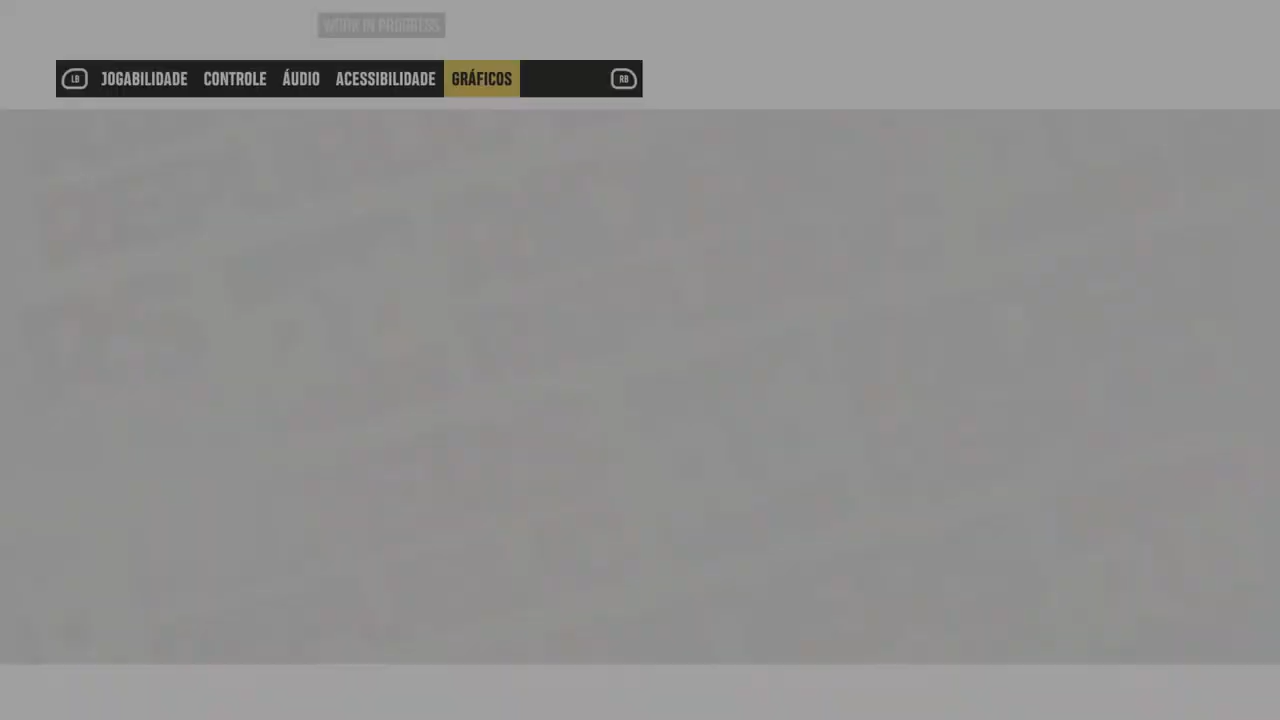 WORK IN PROGRESS
LB JOGABILIDADE CONTROLE ÁUDIO ACESSIBILIDADE GRÁFICOS RB